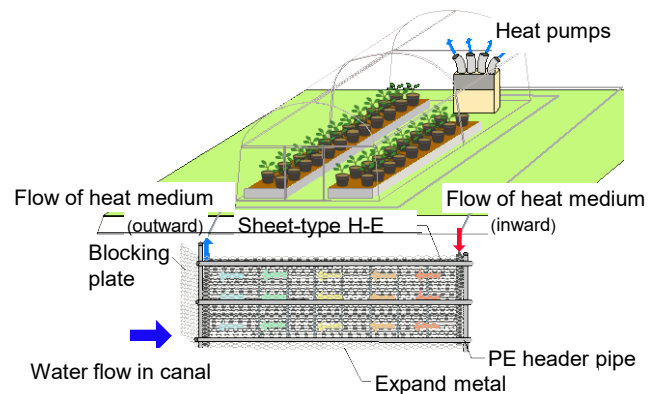 Heat pumps
Flow of heat medium
(outward)
Flow of heat medium
(inward)
Sheet-type H-E
Blocking
plate
Water flow in canal
PE header pipe
Expand metal